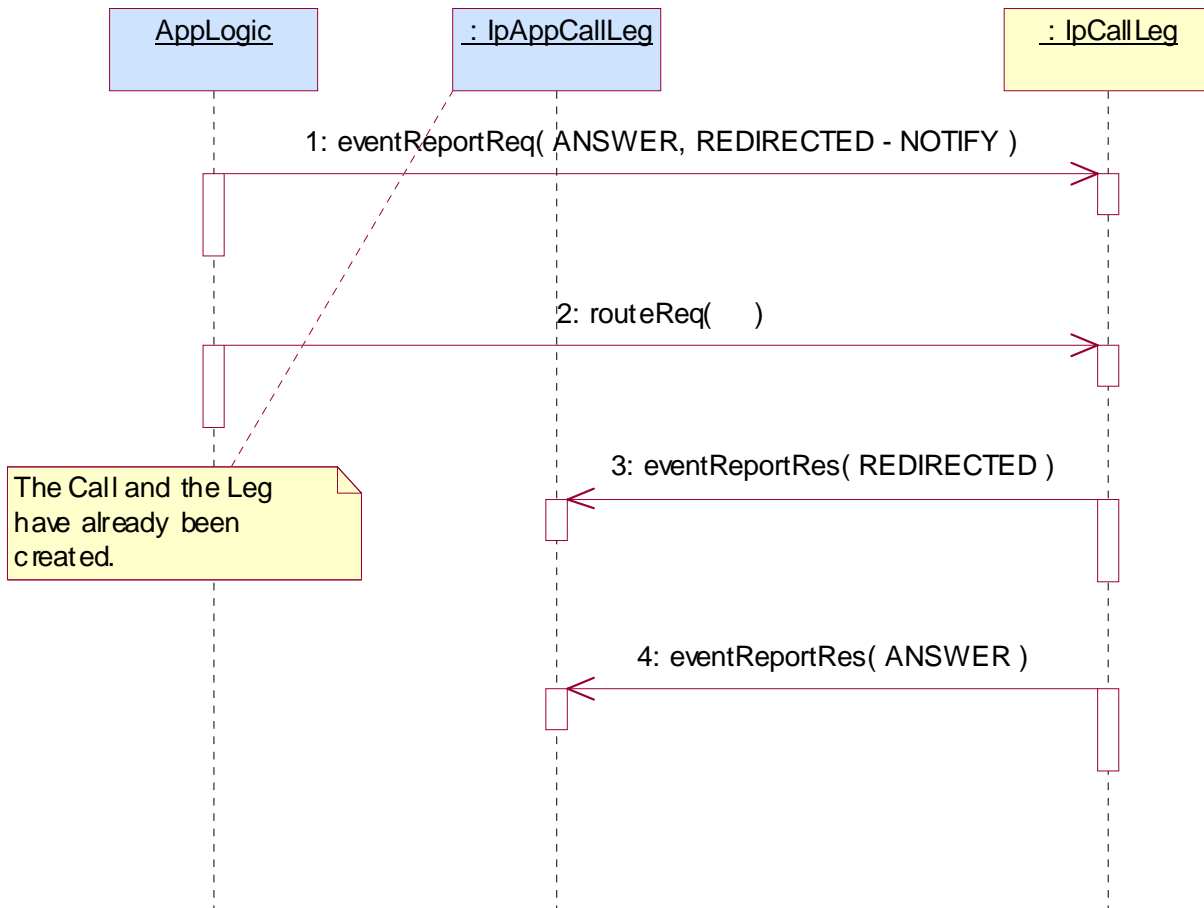 AppLogic
: IpAppCallLeg
: IpCallLeg
1: eventReportReq( ANSWER, REDIRECTED - NOTIFY )
2: routeReq( )
3: eventReportRes( REDIRECTED )
The Call and the Leg
have already been
created.
4: eventReportRes( ANSWER )